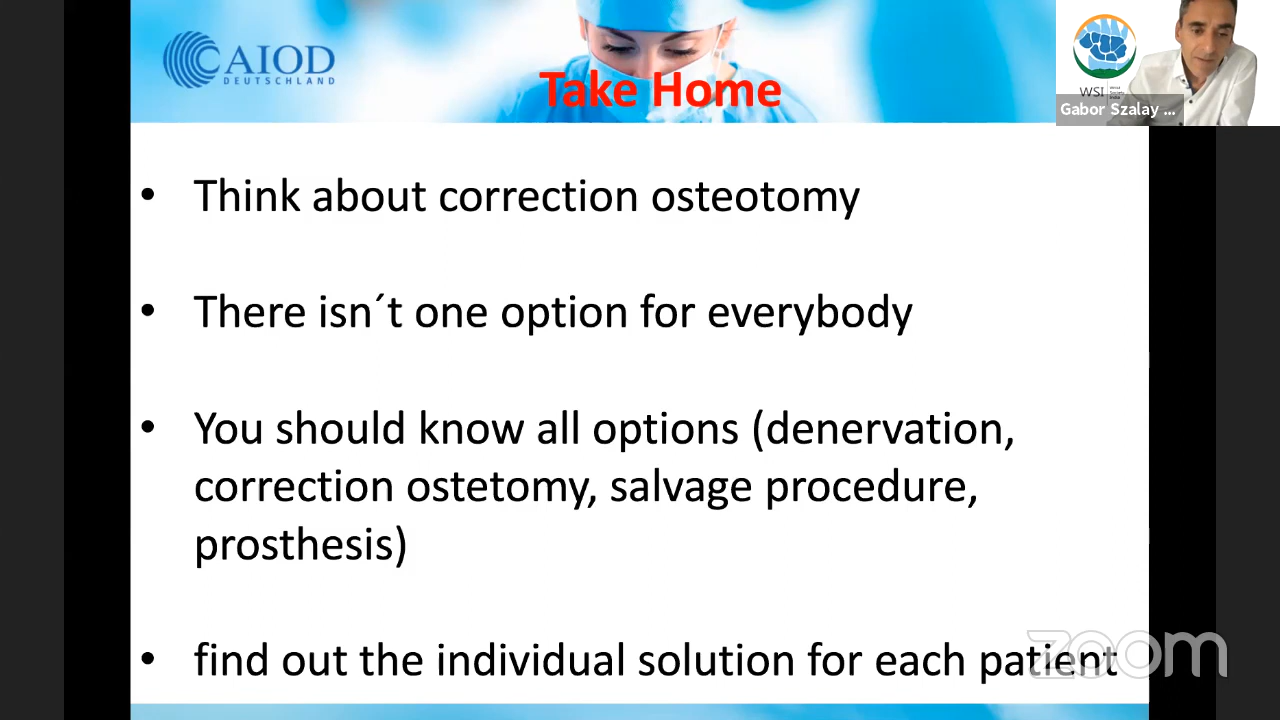 CAIOD
DEUTSCHLAND
Take Home
WSI
Gabor Szalay ...
• Think about correction osteotomy
• There isn´t one option for everybody
• You should know all options (denervation,
correction ostetomy, salvage procedure,
prosthesis)
• find out the individual solution for each patient
zoom